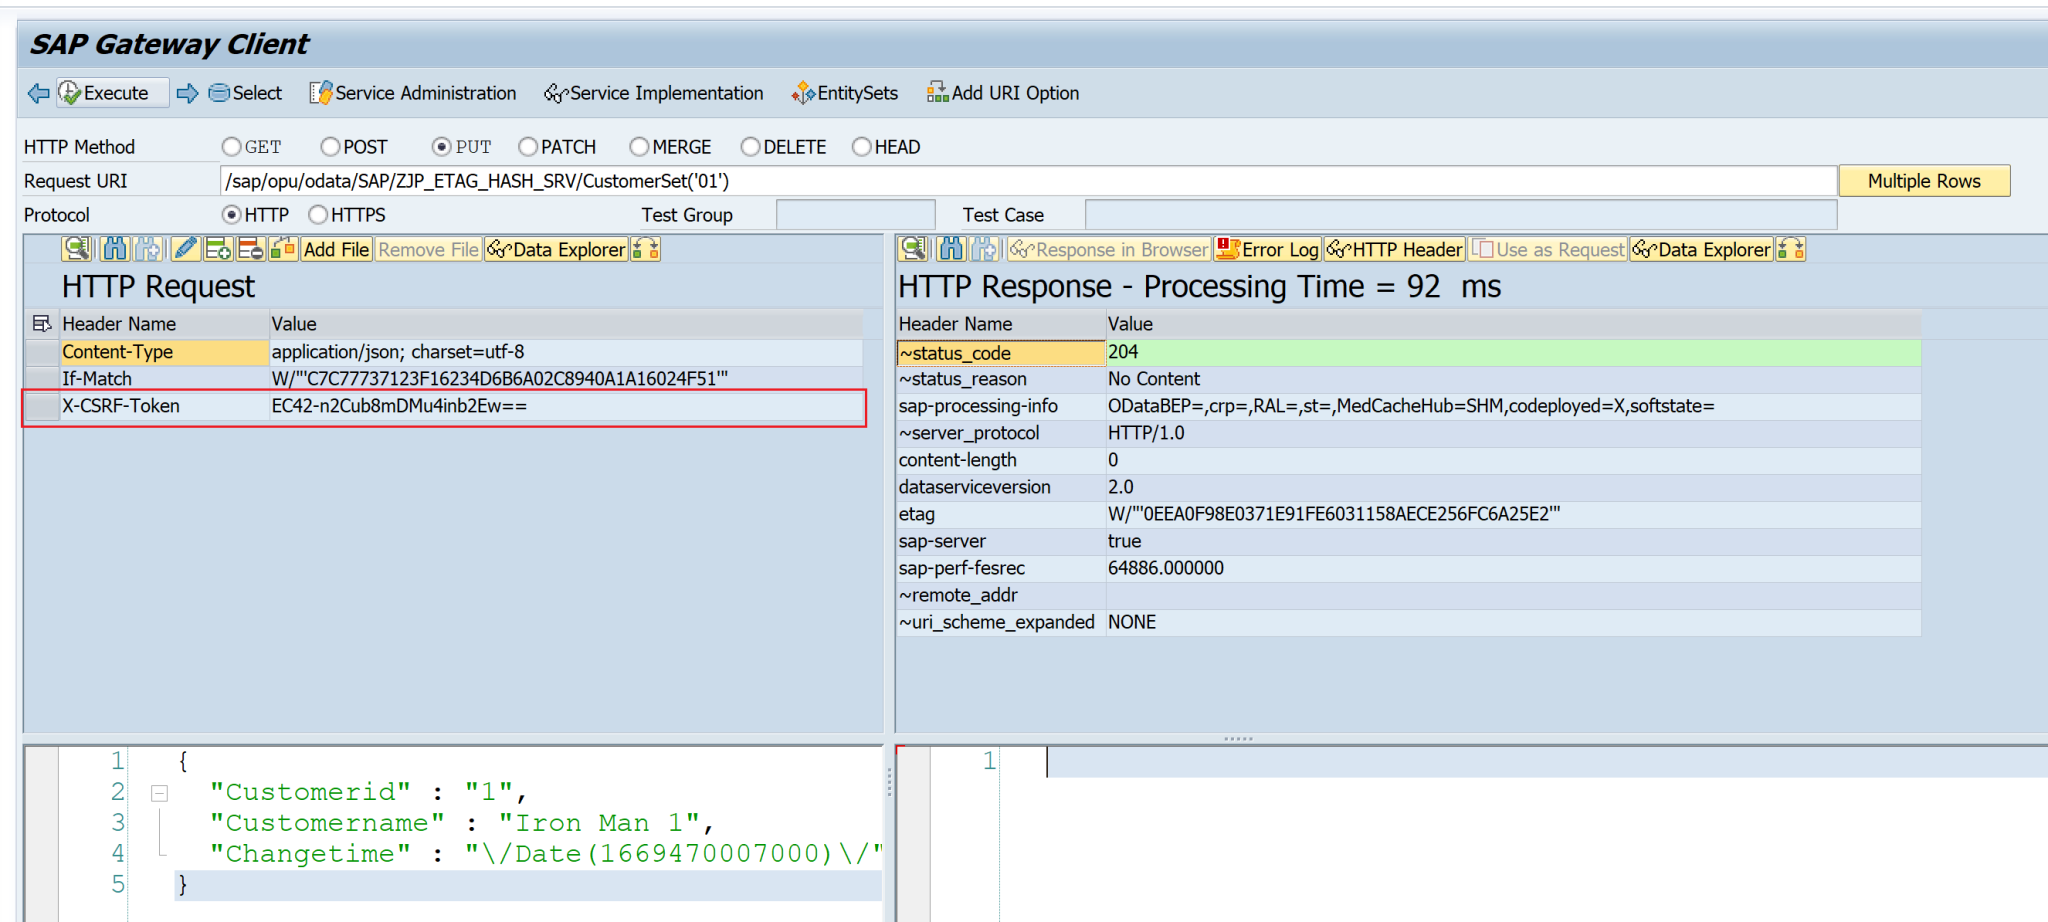 SAP Gateway Client
Execute Select Service Administration Service Implementation EntitySets Add URI Option
HTTP Method GET POST PUT PATCH MERGE DELETE HEAD
Request URI /sap/opu/odata/SAP/ZJP_ETAG_HASH_SRV/CustomerSet('01') Multiple Rows
Protocol HTTP HTTPS Test Group Test Case
Add File Remove File Data Explorer
HTTP Request
Header Name Value
Content-Type application/json; charset=utf-8
If-Match W/"'C7C77737123F16234D6B6A02C8940A1A16024F51'"
X-CSRF-Token EC42-n2Cub8mDMu4inb2Ew==
Response in Browser Error Log HTTP Header Use as Request Data Explorer
HTTP Response - Processing Time = 92 ms
Header Name Value
~status_code 204
~status_reason No Content
sap-processing-info ODataBEP=,crp=,RAL=,st=,MedCacheHub=SHM,codeployed=X,softstate=
~server_protocol HTTP/1.0
content-length 0
dataserviceversion 2.0
etag W/"'0EEA0F98E0371E91FE6031158AECE256FC6A25E2'"
sap-server true
sap-perf-fesrec 64886.000000
~remote_addr
~uri_scheme_expanded NONE
1 {
2 "Customerid" : "1",
3 "Customername" : "Iron Man 1",
4 "Changetime" : "\/Date(1669470007000)\/"
5 }
1